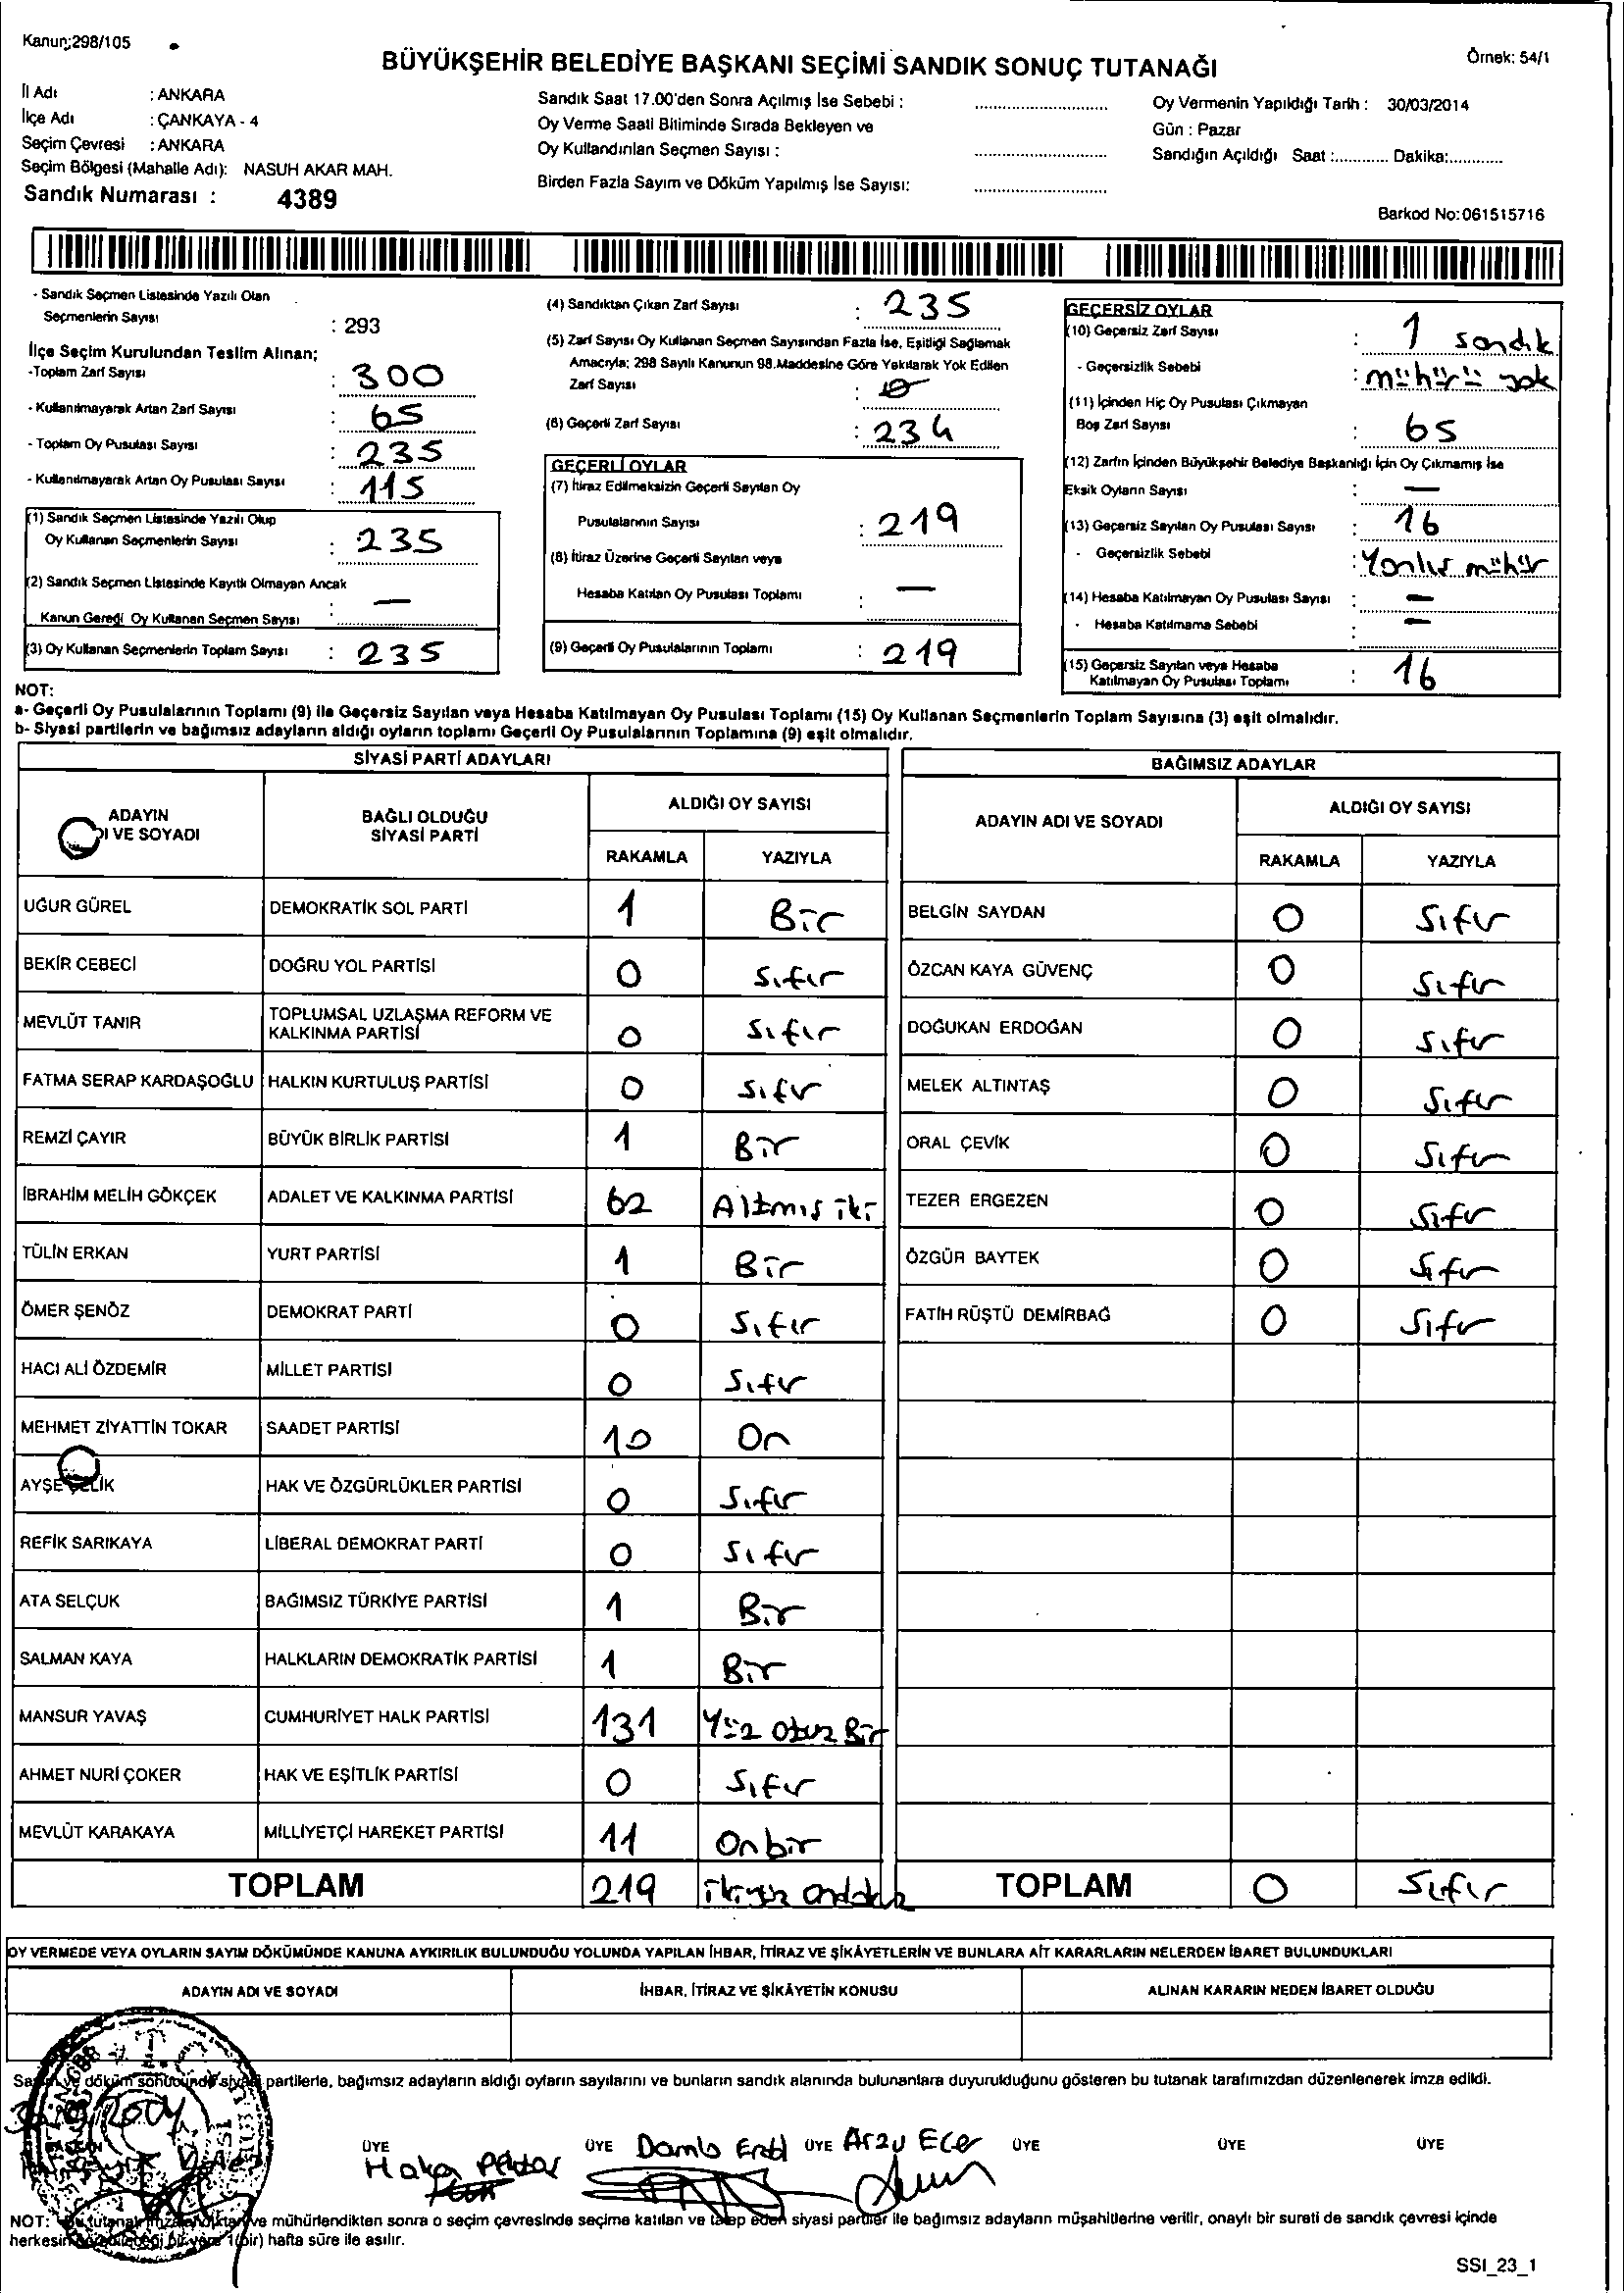 Kanun;298/105
BÜYÜKŞEHİR BELEDİYE BAŞKANI SEÇİMİ SANDIK SONUÇ TUTANAĞI
Örnek: 54/1
İl Adı : ANKARA
İlçe Adı : ÇANKAYA - 4
Seçim Çevresi : ANKARA
Seçim Bölgesi (Mahalle Adı): NASUH AKAR MAH.
Sandık Numarası : 4389
Sandık Saat 17.00'den Sonra Açılmış İse Sebebi :
Oy Verme Saati Bitiminde Sırada Bekleyen ve
Oy Kullandırılan Seçmen Sayısı :
Birden Fazla Sayım ve Döküm Yapılmış İse Sayısı:
Oy Vermenin Yapıldığı Tarih : 30/03/2014
Gün : Pazar
Sandığın Açıldığı Saat :............ Dakika:............
Barkod No:061515716
- Sandık Seçmen Listesinde Yazılı Olan
Seçmenlerin Sayısı : 293
İlçe Seçim Kurulundan Teslim Alınan;
-Toplam Zarf Sayısı : 300
- Kullanılmayarak Artan Zarf Sayısı : 65
- Toplam Oy Pusulası Sayısı : 235
- Kullanılmayarak Artan Oy Pusulası Sayısı : 115
(1) Sandık Seçmen Listesinde Yazılı Olup
Oy Kullanan Seçmenlerin Sayısı : 235
(2) Sandık Seçmen Listesinde Kayıtlı Olmayan Ancak
Kanun Gereği Oy Kullanan Seçmen Sayısı : —
(3) Oy Kullanan Seçmenlerin Toplam Sayısı : 235
(4) Sandıktan Çıkan Zarf Sayısı : 235
(5) Zarf Sayısı Oy Kullanan Seçmen Sayısından Fazla İse, Eşitliği Sağlamak
Amacıyla; 298 Sayılı Kanunun 98.Maddesine Göre Yakılarak Yok Edilen
Zarf Sayısı : 0
(6) Geçerli Zarf Sayısı : 234
GEÇERLİ OYLAR
(7) İtiraz Edilmeksizin Geçerli Sayılan Oy
Pusulalarının Sayısı : 219
(8) İtiraz Üzerine Geçerli Sayılan veya
Hesaba Katılan Oy Pusulası Toplamı : —
(9) Geçerli Oy Pusulalarının Toplamı : 219
GEÇERSİZ OYLAR
(10) Geçersiz Zarf Sayısı : 1 sandık
- Geçersizlik Sebebi : mührü yok
(11) İçinden Hiç Oy Pusulası Çıkmayan
Boş Zarf Sayısı : 65
(12) Zarfın İçinden Büyükşehir Belediye Başkanlığı İçin Oy Çıkmamış İse
Eksik Oyların Sayısı : —
(13) Geçersiz Sayılan Oy Pusulası Sayısı : 16
- Geçersizlik Sebebi : Yanlış mühür
(14) Hesaba Katılmayan Oy Pusulası Sayısı : —
- Hesaba Katılmama Sebebi : —
(15) Geçersiz Sayılan veya Hesaba
Katılmayan Oy Pusulası Toplamı : 16
NOT:
a- Geçerli Oy Pusulalarının Toplamı (9) ile Geçersiz Sayılan veya Hesaba Katılmayan Oy Pusulası Toplamı (15) Oy Kullanan Seçmenlerin Toplam Sayısına (3) eşit olmalıdır.
b- Siyasi partilerin ve bağımsız adayların aldığı oyların toplamı Geçerli Oy Pusulalarının Toplamına (9) eşit olmalıdır.
SİYASİ PARTİ ADAYLARI
ADAYIN
VE SOYADI
BAĞLI OLDUĞU
SİYASİ PARTİ
ALDIĞI OY SAYISI
RAKAMLA YAZIYLA
UĞUR GÜREL DEMOKRATİK SOL PARTİ 1 Bir
BEKİR CEBECİ DOĞRU YOL PARTİSİ 0 Sıfır
MEVLÜT TANIR TOPLUMSAL UZLAŞMA REFORM VE
KALKINMA PARTİSİ 0 Sıfır
FATMA SERAP KARDAŞOĞLU HALKIN KURTULUŞ PARTİSİ 0 Sıfır
REMZİ ÇAYIR BÜYÜK BİRLİK PARTİSİ 1 Bir
İBRAHİM MELİH GÖKÇEK ADALET VE KALKINMA PARTİSİ 62 Altmış iki
TÜLİN ERKAN YURT PARTİSİ 1 Bir
ÖMER ŞENÖZ DEMOKRAT PARTİ 0 Sıfır
HACI ALİ ÖZDEMİR MİLLET PARTİSİ 0 Sıfır
MEHMET ZİYATTİN TOKAR SAADET PARTİSİ 10 On
AYŞE ÇELİK HAK VE ÖZGÜRLÜKLER PARTİSİ 0 Sıfır
REFİK SARIKAYA LİBERAL DEMOKRAT PARTİ 0 Sıfır
ATA SELÇUK BAĞIMSIZ TÜRKİYE PARTİSİ 1 Bir
SALMAN KAYA HALKLARIN DEMOKRATİK PARTİSİ 1 Bir
MANSUR YAVAŞ CUMHURİYET HALK PARTİSİ 131 Yüz Otuz Bir
AHMET NURİ ÇOKER HAK VE EŞİTLİK PARTİSİ 0 Sıfır
MEVLÜT KARAKAYA MİLLİYETÇİ HAREKET PARTİSİ 11 Onbir
TOPLAM 219 ikiyüz ondokuz
BAĞIMSIZ ADAYLAR
ADAYIN ADI VE SOYADI
ALDIĞI OY SAYISI
RAKAMLA YAZIYLA
BELGİN SAYDAN 0 Sıfır
ÖZCAN KAYA GÜVENÇ 0 Sıfır
DOĞUKAN ERDOĞAN 0 Sıfır
MELEK ALTINTAŞ 0 Sıfır
ORAL ÇEVİK 0 Sıfır
TEZER ERGEZEN 0 Sıfır
ÖZGÜR BAYTEK 0 Sıfır
FATİH RÜŞTÜ DEMİRBAĞ 0 Sıfır
TOPLAM 0 Sıfır
OY VERMEDE VEYA OYLARIN SAYIM DÖKÜMÜNDE KANUNA AYKIRILIK BULUNDUĞU YOLUNDA YAPILAN İHBAR, İTİRAZ VE ŞİKÂYETLERİN VE BUNLARA AİT KARARLARIN NELERDEN İBARET BULUNDUKLARI
ADAYIN ADI VE SOYADI İHBAR, İTİRAZ VE ŞİKÂYETİN KONUSU ALINAN KARARIN NEDEN İBARET OLDUĞU
Sayım ve döküm sonucunda siyasi partilerle, bağımsız adayların aldığı oyların sayılarını ve bunların sandık alanında bulunanlara duyurulduğunu gösteren bu tutanak tarafımızdan düzenlenerek imza edildi.
BAŞKAN ÜYE ÜYE Damla ÜYE Arzu ECer ÜYE ÜYE ÜYE
NOT: Bu tutanak imzalandıktan ve mühürlendikten sonra o seçim çevresinde seçime katılan ve talep eden siyasi partiler ile bağımsız adayların müşahitlerine verilir, onaylı bir sureti de sandık çevresi içinde
herkesin görebileceği bir yere 1(bir) hafta süre ile asılır.
SSI_23_1